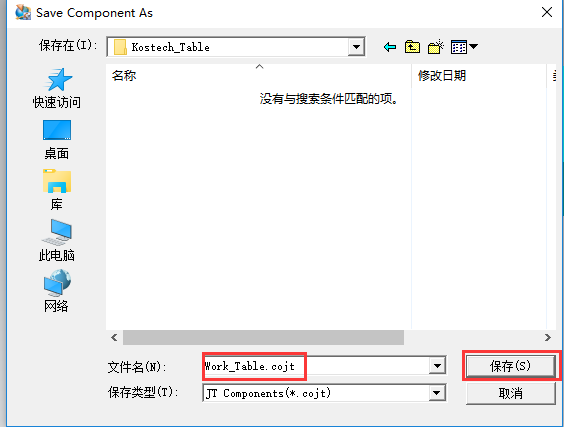 Save Component As
保存在(I):
Kostech_Table
名称
修改日期
没有与搜索条件匹配的项。
快速访问
桌面
库
此电脑
网络
文件名(N):
Work_Table.cojt
保存(S)
保存类型(T):
JT Components(*.cojt)
取消